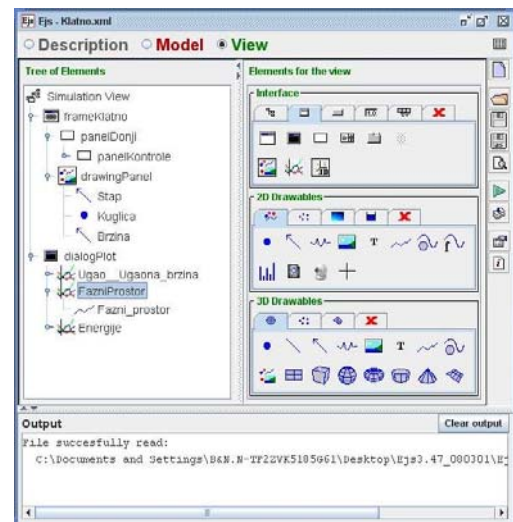 Ejs - Klatno.xml
Description Model View
Tree of Elements
Simulation View
frameKlatno
panelDonji
panelKontrole
drawingPanel
Stap
Kuglica
Brzina
dialogPlot
Ugao__Ugaona_brzina
FazniProstor
Fazni_prostor
Energije
Elements for the view
Interface
2D Drawables
T
3D Drawables
T
Output
Clear output
File succesfully read:
C:\Documents and Settings\B&N.N-TP2ZVK5185G61\Desktop\Ejs3.47_080301\Ej